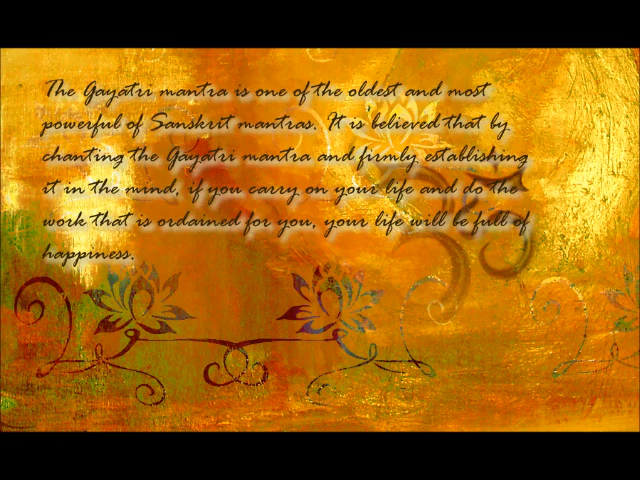 The Gayatri mantra is one of the oldest and most
powerful of Sanskrit mantras. It is believed that by
chanting the Gayatri mantra and firmly establishing
it in the mind, if you carry on your life and do the
work that is ordained for you, your life will be full of
happiness.